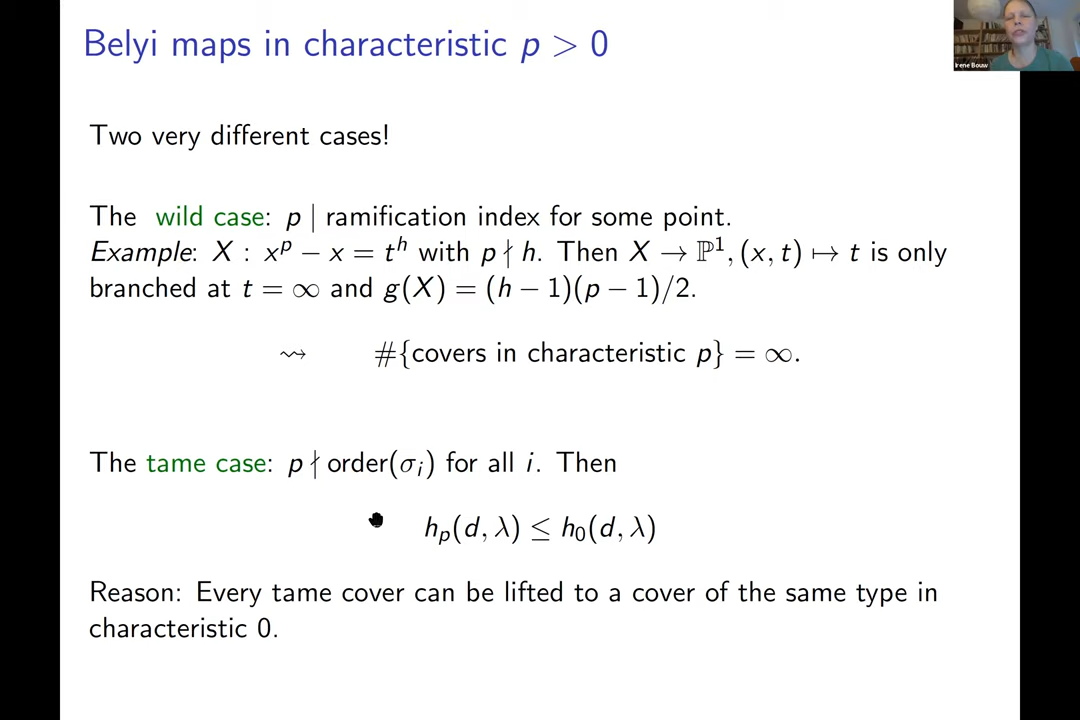 Belyi maps in characteristic p > 0
Irene Bouw
Two very different cases!
The wild case: p | ramification index for some point.
Example: X : x^p − x = t^h with p ∤ h. Then X → ℙ^1, (x, t) ↦ t is only
branched at t = ∞ and g(X) = (h − 1)(p − 1)/2.
⇝ #{covers in characteristic p} = ∞.
The tame case: p ∤ order(σ_i) for all i. Then
h_p(d, λ) ≤ h_0(d, λ)
Reason: Every tame cover can be lifted to a cover of the same type in
characteristic 0.